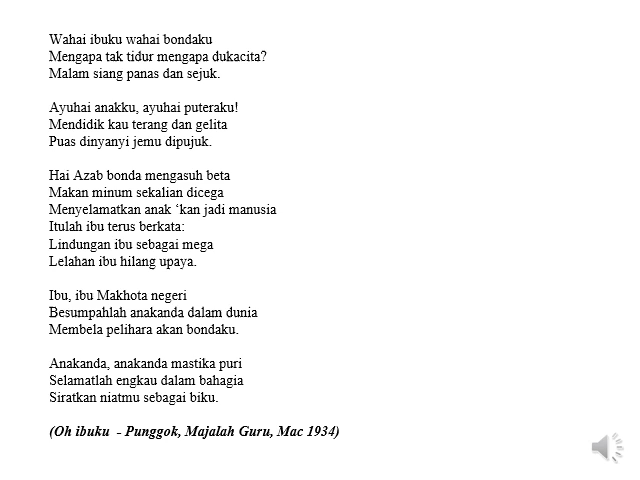 Wahai ibuku wahai bondaku
Mengapa tak tidur mengapa dukacita?
Malam siang panas dan sejuk.
Ayuhai anakku, ayuhai puteraku!
Mendidik kau terang dan gelita
Puas dinyanyi jemu dipujuk.
Hai Azab bonda mengasuh beta
Makan minum sekalian dicega
Menyelamatkan anak ‘kan jadi manusia
Itulah ibu terus berkata:
Lindungan ibu sebagai mega
Lelahan ibu hilang upaya.
Ibu, ibu Makhota negeri
Besumpahlah anakanda dalam dunia
Membela pelihara akan bondaku.
Anakanda, anakanda mastika puri
Selamatlah engkau dalam bahagia
Siratkan niatmu sebagai biku.
(Oh ibuku - Punggok, Majalah Guru, Mac 1934)